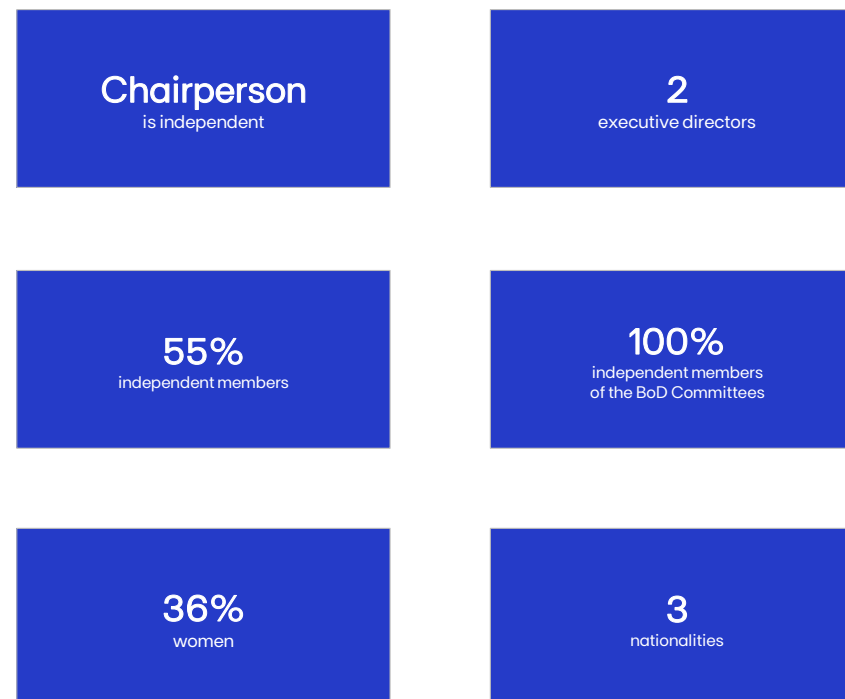 Chairperson
is independent
2
executive directors
55%
independent members
100%
independent members
of the BoD Committees
36%
women
3
nationalities